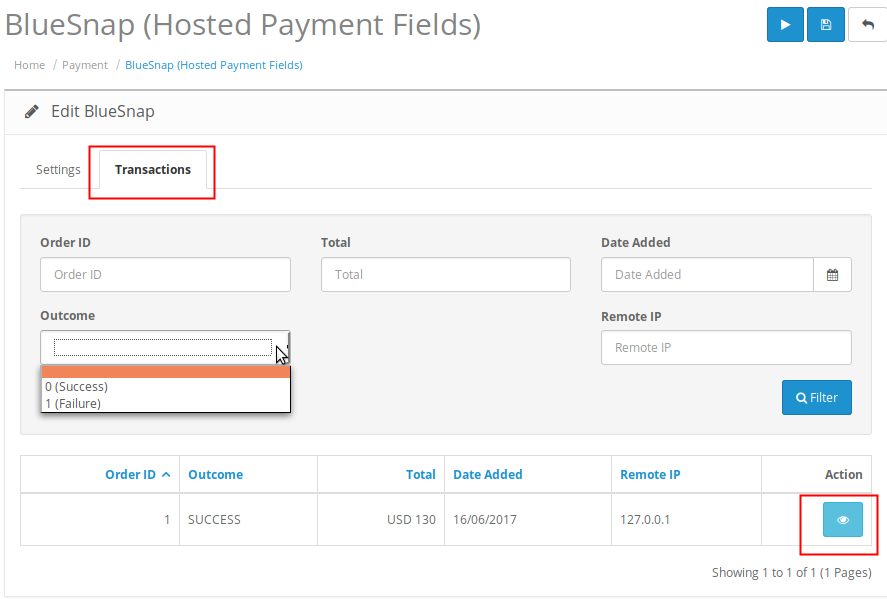 BlueSnap (Hosted Payment Fields)
Home / Payment / BlueSnap (Hosted Payment Fields)
Edit BlueSnap
Settings Transactions
Order ID Total Date Added
Order ID Total Date Added
Outcome Remote IP
Remote IP
0 (Success)
1 (Failure)
Filter
Order ID Outcome Total Date Added Remote IP Action
1 SUCCESS USD 130 16/06/2017 127.0.0.1
Showing 1 to 1 of 1 (1 Pages)